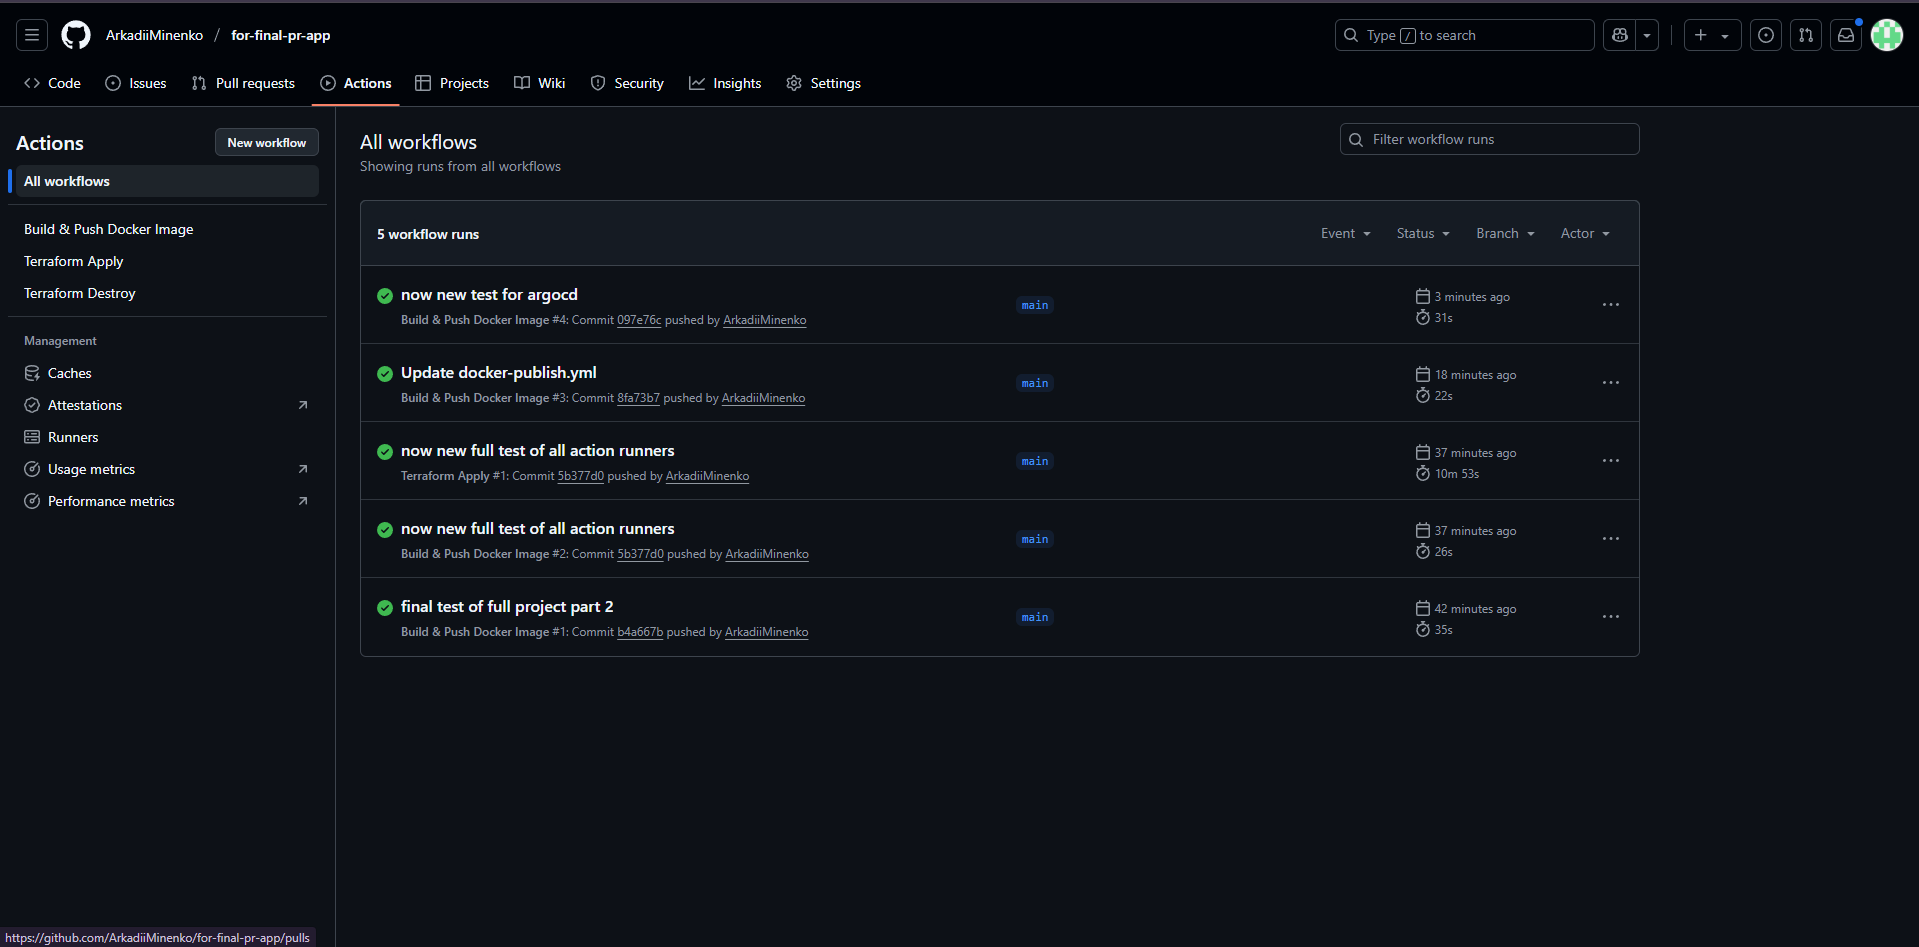 ArkadiiMinenko / for-final-pr-app
Type / to search
Code Issues Pull requests Actions Projects Wiki Security Insights Settings
Actions
New workflow
All workflows
Build & Push Docker Image
Terraform Apply
Terraform Destroy
Management
Caches
Attestations
Runners
Usage metrics
Performance metrics
All workflows
Showing runs from all workflows
Filter workflow runs
5 workflow runs
Event Status Branch Actor
now new test for argocd
Build & Push Docker Image #4: Commit 097e76c pushed by ArkadiiMinenko
main
3 minutes ago
31s
Update docker-publish.yml
Build & Push Docker Image #3: Commit 8fa73b7 pushed by ArkadiiMinenko
main
18 minutes ago
22s
now new full test of all action runners
Terraform Apply #1: Commit 5b377d0 pushed by ArkadiiMinenko
main
37 minutes ago
10m 53s
now new full test of all action runners
Build & Push Docker Image #2: Commit 5b377d0 pushed by ArkadiiMinenko
main
37 minutes ago
26s
final test of full project part 2
Build & Push Docker Image #1: Commit b4a667b pushed by ArkadiiMinenko
main
42 minutes ago
35s
https://github.com/ArkadiiMinenko/for-final-pr-app/pulls